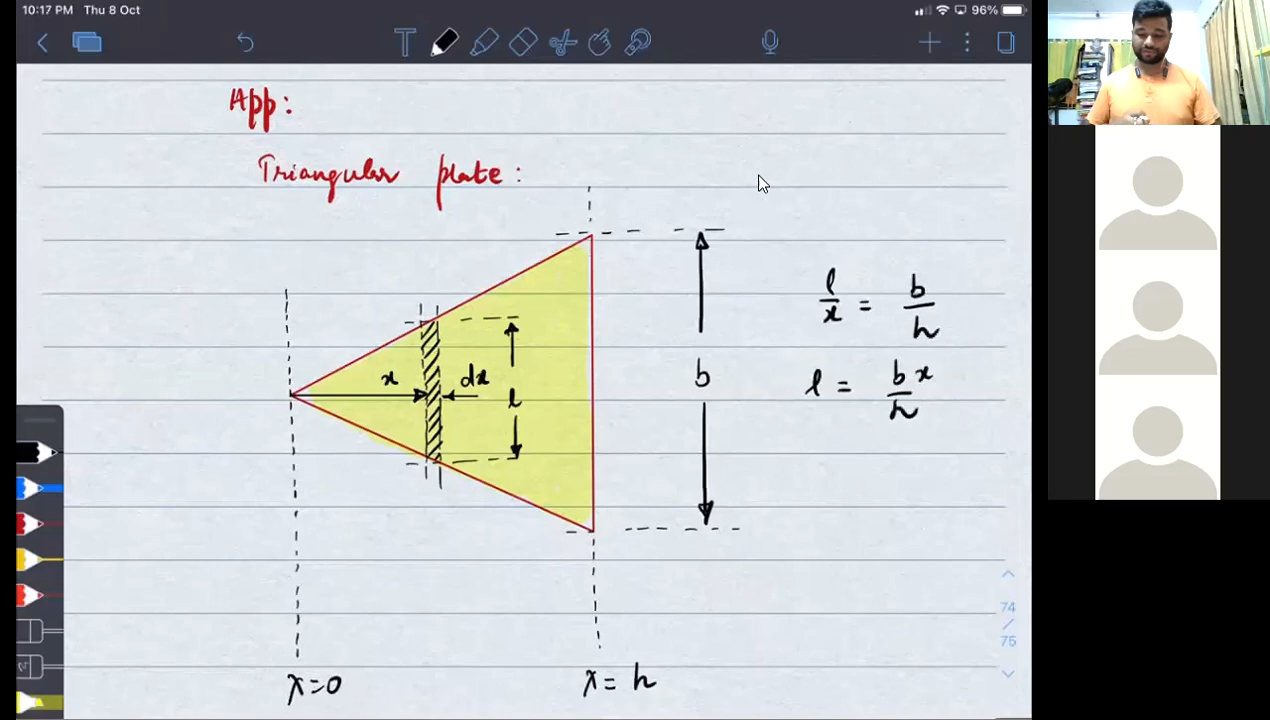 10:17 PM Thu 8 Oct
96%
T
App:
Triangular plate:
l/x = b/h
l = bx/h
x
dx
l
b
74
/
75
x=0
x= h